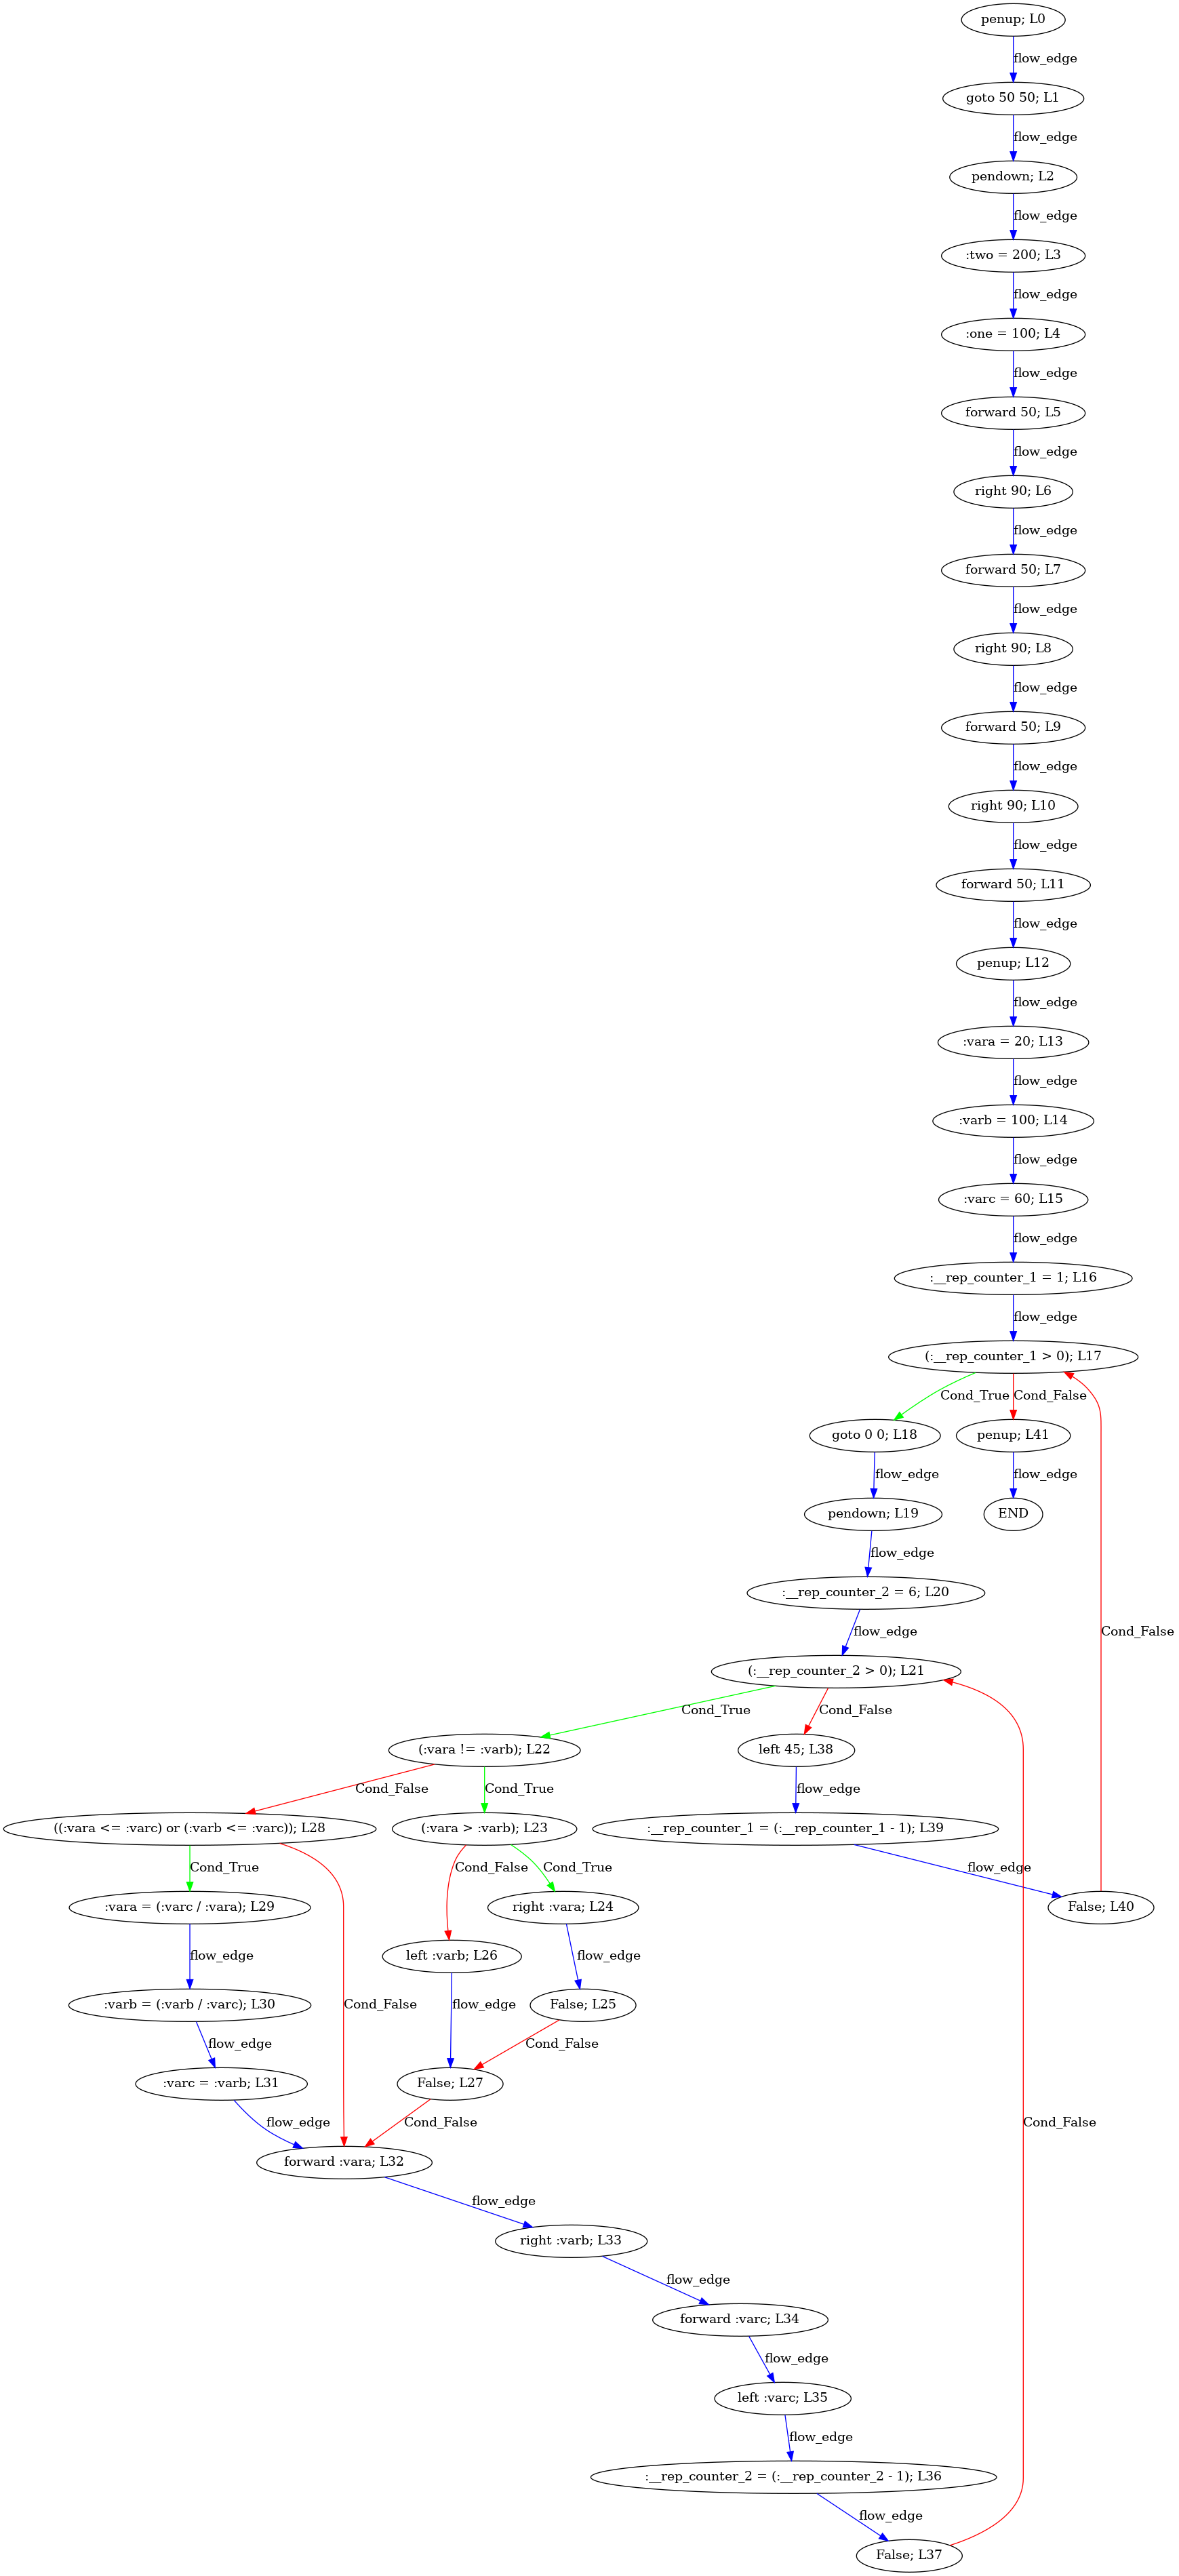 penup; L0
flow_edge
goto 50 50; L1
flow_edge
pendown; L2
flow_edge
:two = 200; L3
flow_edge
:one = 100; L4
flow_edge
forward 50; L5
flow_edge
right 90; L6
flow_edge
forward 50; L7
flow_edge
right 90; L8
flow_edge
forward 50; L9
flow_edge
right 90; L10
flow_edge
forward 50; L11
flow_edge
penup; L12
flow_edge
:vara = 20; L13
flow_edge
:varb = 100; L14
flow_edge
:varc = 60; L15
flow_edge
:__rep_counter_1 = 1; L16
flow_edge
(:__rep_counter_1 > 0); L17
Cond_True
Cond_False
goto 0 0; L18
penup; L41
flow_edge
flow_edge
pendown; L19
END
flow_edge
:__rep_counter_2 = 6; L20
flow_edge
Cond_False
(:__rep_counter_2 > 0); L21
Cond_True
Cond_False
(:vara != :varb); L22
left 45; L38
Cond_False
Cond_True
flow_edge
((:vara <= :varc) or (:varb <= :varc)); L28
(:vara > :varb); L23
:__rep_counter_1 = (:__rep_counter_1 - 1); L39
Cond_True
Cond_False
Cond_True
flow_edge
:vara = (:varc / :vara); L29
right :vara; L24
False; L40
flow_edge
left :varb; L26
flow_edge
:varb = (:varb / :varc); L30
Cond_False
flow_edge
False; L25
flow_edge
Cond_False
:varc = :varb; L31
False; L27
flow_edge
Cond_False
Cond_False
forward :vara; L32
flow_edge
right :varb; L33
flow_edge
forward :varc; L34
flow_edge
left :varc; L35
flow_edge
:__rep_counter_2 = (:__rep_counter_2 - 1); L36
flow_edge
False; L37